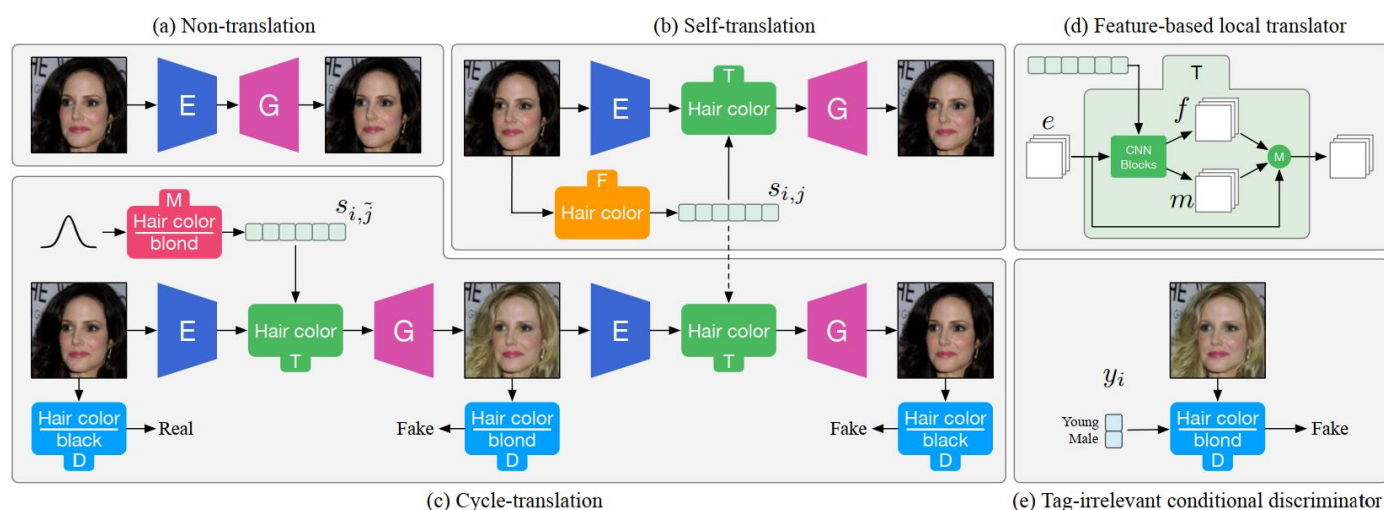 (a) Non-translation
E
G
(b) Self-translation
E
T
Hair color
G
F
Hair color
s_{i,j}
(d) Feature-based local translator
T
e
CNN
Blocks
f
m
M
M
Hair color
blond
s_{i,\tilde{j}}
E
Hair color
T
G
E
Hair color
T
G
Hair color
black
D
Real
Fake
Hair color
blond
D
Fake
Hair color
black
D
(c) Cycle-translation
y_i
Young
Male
Hair color
blond
D
Fake
(e) Tag-irrelevant conditional discriminator